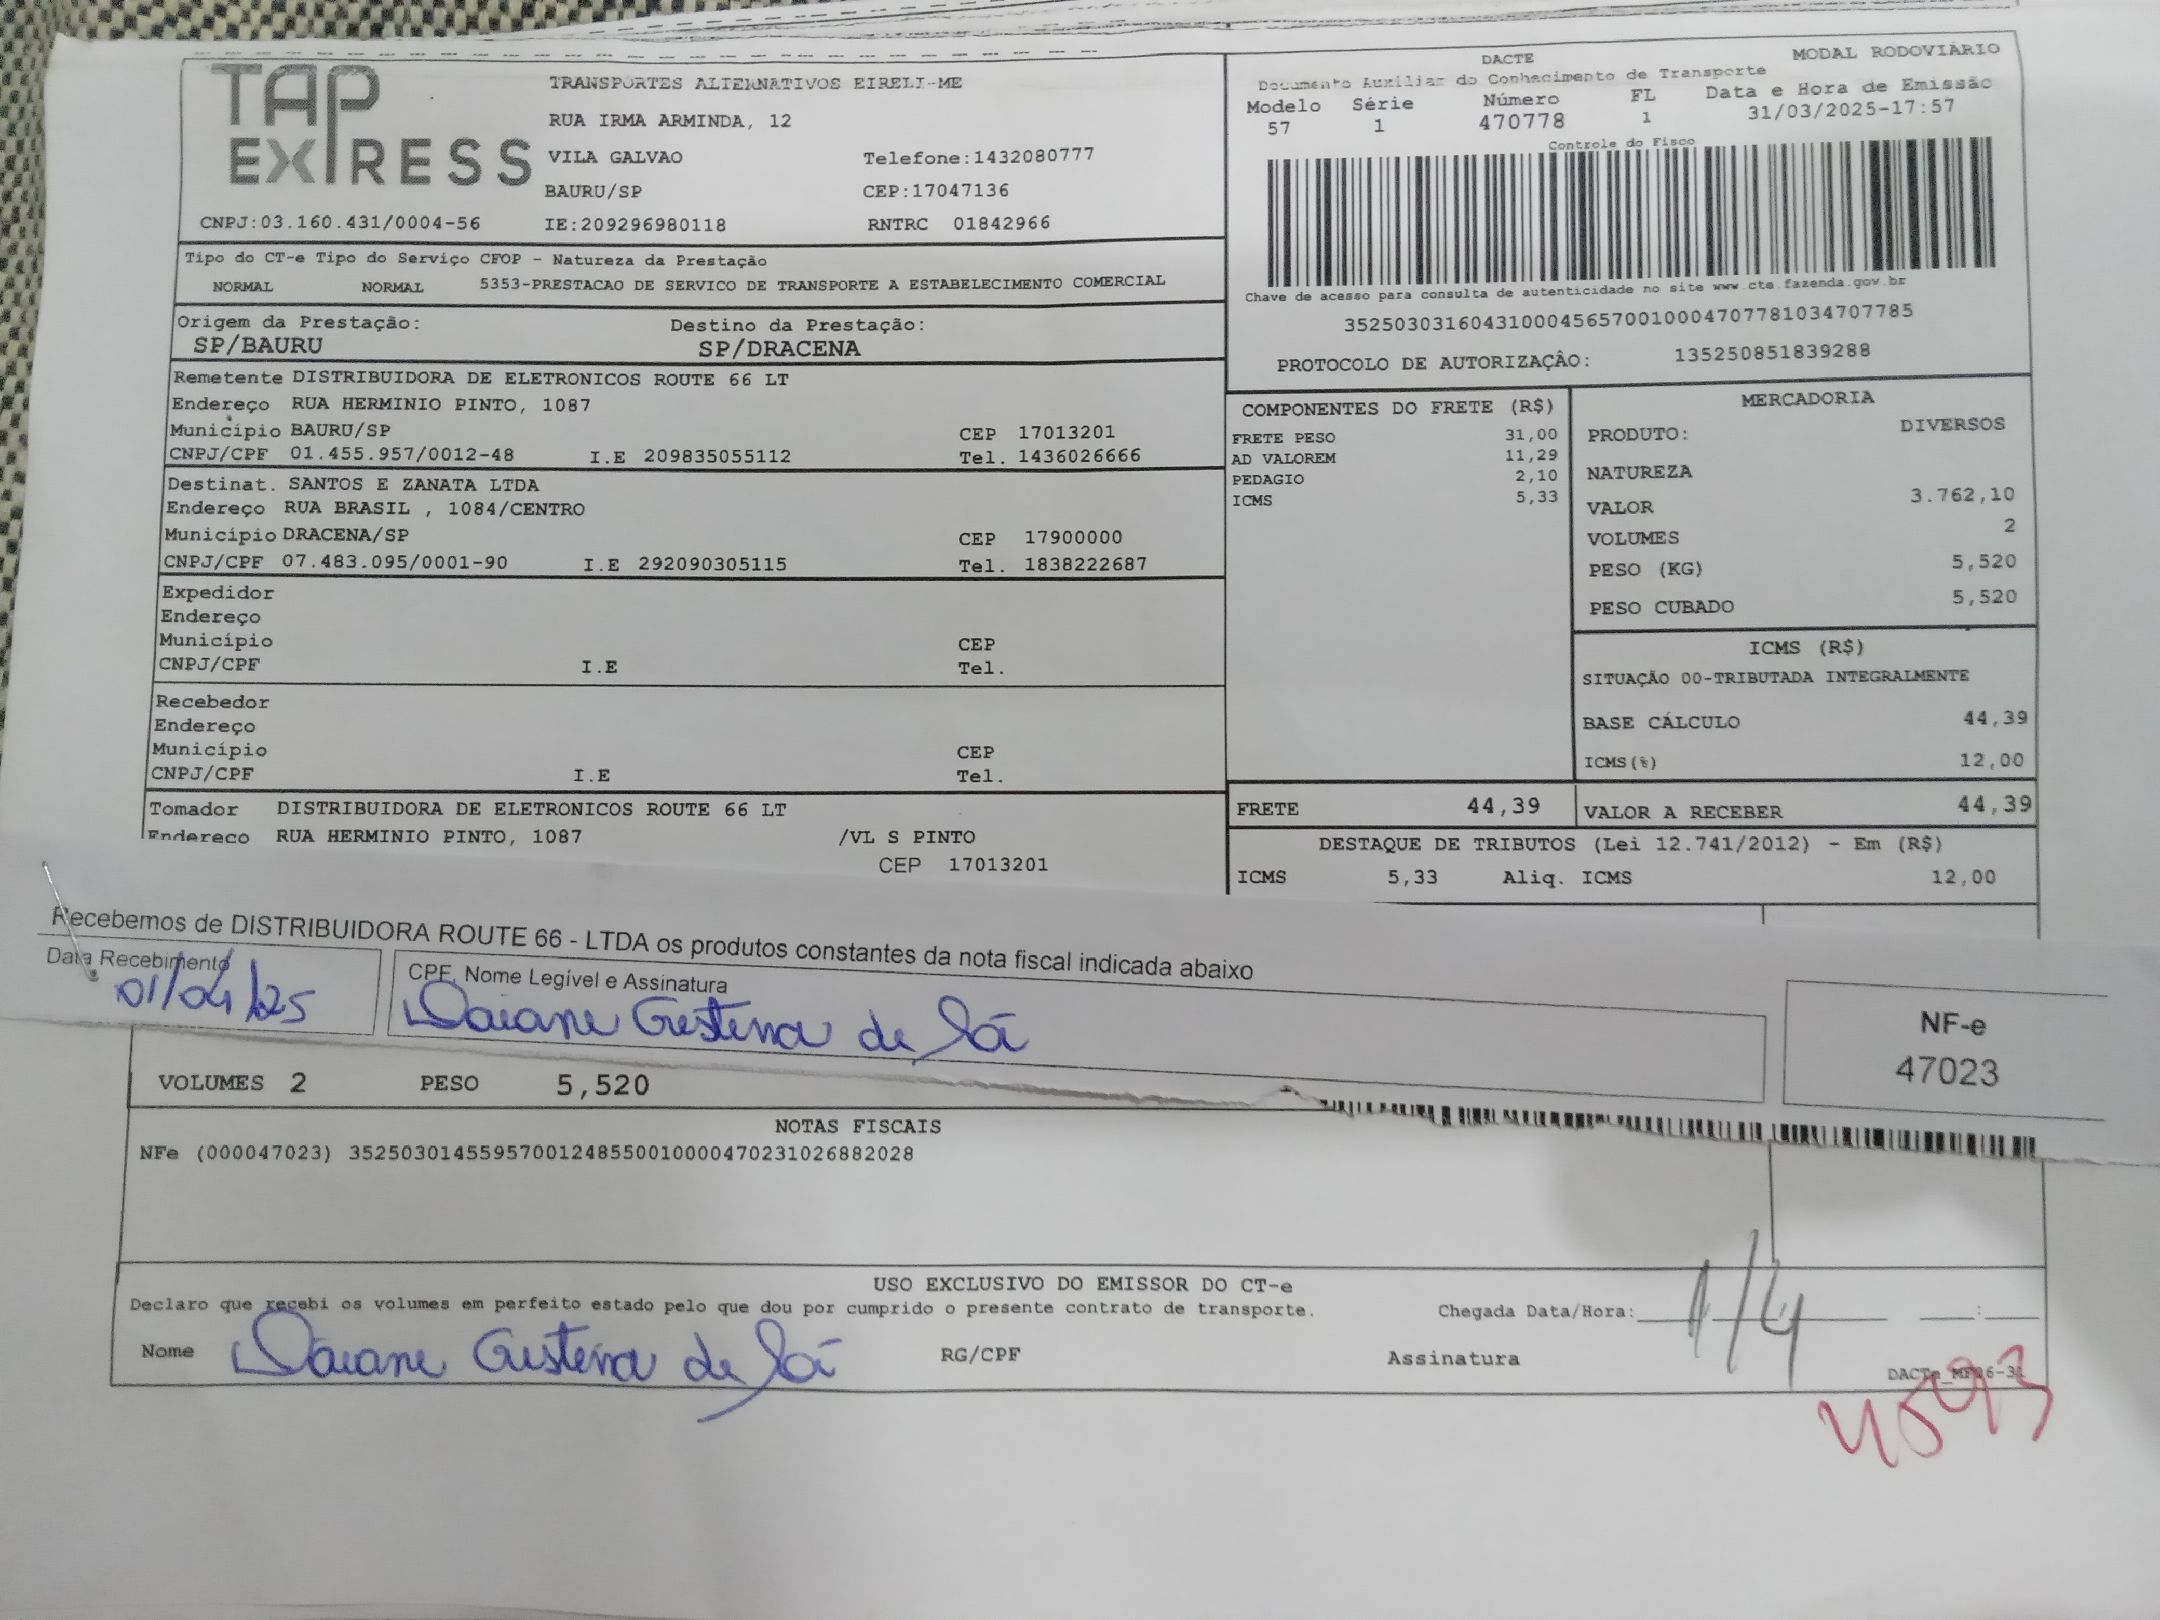 TAP EXPRESS
TRANSPORTES ALTERNATIVOS EIRELI-ME
RUA IRMA ARMINDA, 12
VILA GALVAO Telefone:1432080777
BAURU/SP CEP:17047136
CNPJ:03.160.431/0004-56 IE:209296980118 RNTRC 01842966
DACTE MODAL RODOVIÁRIO
Documento Auxiliar do Conhecimento de Transporte
Modelo Série Número FL Data e Hora de Emissão
57 1 470778 1 31/03/2025-17:57
Controle do Fisco
Chave de acesso para consulta de autenticidade no site www.cte.fazenda.gov.br
35250303160431000456570010004707781034707785
PROTOCOLO DE AUTORIZAÇÂO: 135250851839288
Tipo do CT-e Tipo do Serviço CFOP - Natureza da Prestação
NORMAL NORMAL 5353-PRESTACAO DE SERVICO DE TRANSPORTE A ESTABELECIMENTO COMERCIAL
Origem da Prestação: Destino da Prestação:
SP/BAURU SP/DRACENA
Remetente DISTRIBUIDORA DE ELETRONICOS ROUTE 66 LT
Endereço RUA HERMINIO PINTO, 1087
Município BAURU/SP CEP 17013201
CNPJ/CPF 01.455.957/0012-48 I.E 209835055112 Tel. 1436026666
Destinat. SANTOS E ZANATA LTDA
Endereço RUA BRASIL , 1084/CENTRO
Município DRACENA/SP CEP 17900000
CNPJ/CPF 07.483.095/0001-90 I.E 292090305115 Tel. 1838222687
Expedidor
Endereço
Município CEP
CNPJ/CPF I.E Tel.
Recebedor
Endereço
Município CEP
CNPJ/CPF I.E Tel.
Tomador DISTRIBUIDORA DE ELETRONICOS ROUTE 66 LT
Endereço RUA HERMINIO PINTO, 1087 /VL S PINTO
CEP 17013201
COMPONENTES DO FRETE (R$)
FRETE PESO 31,00
AD VALOREM 11,29
PEDAGIO 2,10
ICMS 5,33
MERCADORIA
PRODUTO: DIVERSOS
NATUREZA
VALOR 3.762,10
VOLUMES 2
PESO (KG) 5,520
PESO CUBADO 5,520
ICMS (R$)
SITUAÇÃO 00-TRIBUTADA INTEGRALMENTE
BASE CÁLCULO 44,39
ICMS(%) 12,00
FRETE 44,39 VALOR A RECEBER 44,39
DESTAQUE DE TRIBUTOS (Lei 12.741/2012) - Em (R$)
ICMS 5,33 Aliq. ICMS 12,00
Recebemos de DISTRIBUIDORA ROUTE 66 - LTDA os produtos constantes da nota fiscal indicada abaixo
Data Recebimento CPF, Nome Legível e Assinatura
01/04/25 Daiane Cristina de Sá
NF-e
47023
VOLUMES 2 PESO 5,520
NOTAS FISCAIS
NFe (000047023) 35250301455957001248550010000470231026882028
USO EXCLUSIVO DO EMISSOR DO CT-e
Declaro que recebi os volumes em perfeito estado pelo que dou por cumprido o presente contrato de transporte. Chegada Data/Hora: 1/4 :
Nome Daiane Cristina de Sá RG/CPF Assinatura